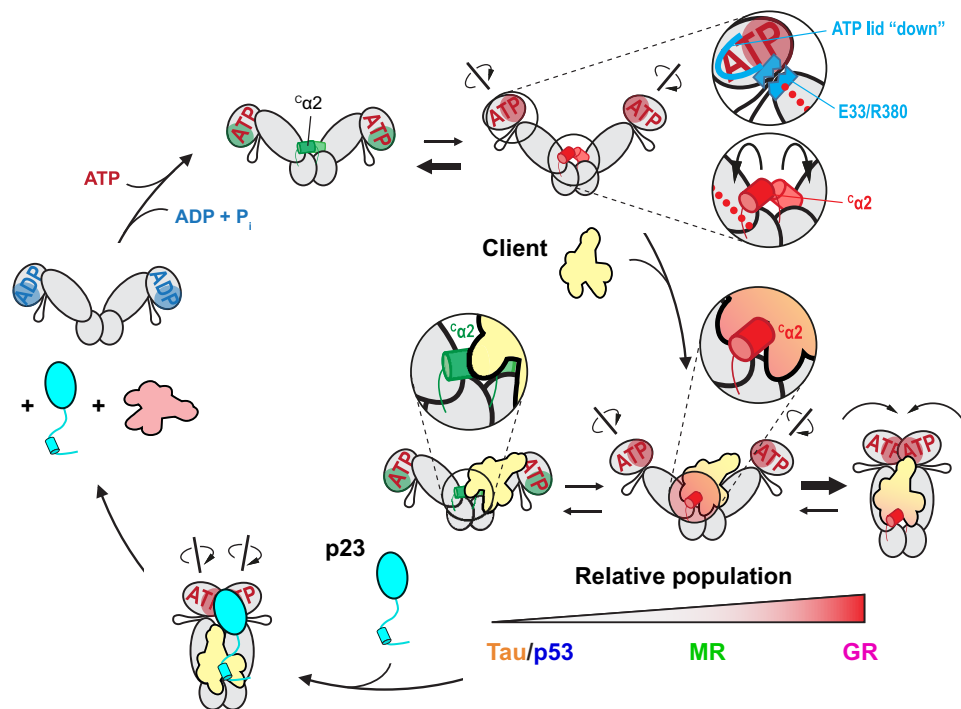 ATP lid “down”
ATP
E33/R380
ᶜα2
ATP
ATP
ATP
ATP
ATP
ADP + Pᵢ
ᶜα2
Client
ADP
ADP
ᶜα2
ᶜα2
+
+
ATP
ATP
ATP
ATP
ATP
ATP
p23
Relative population
Tau/p53
MR
GR